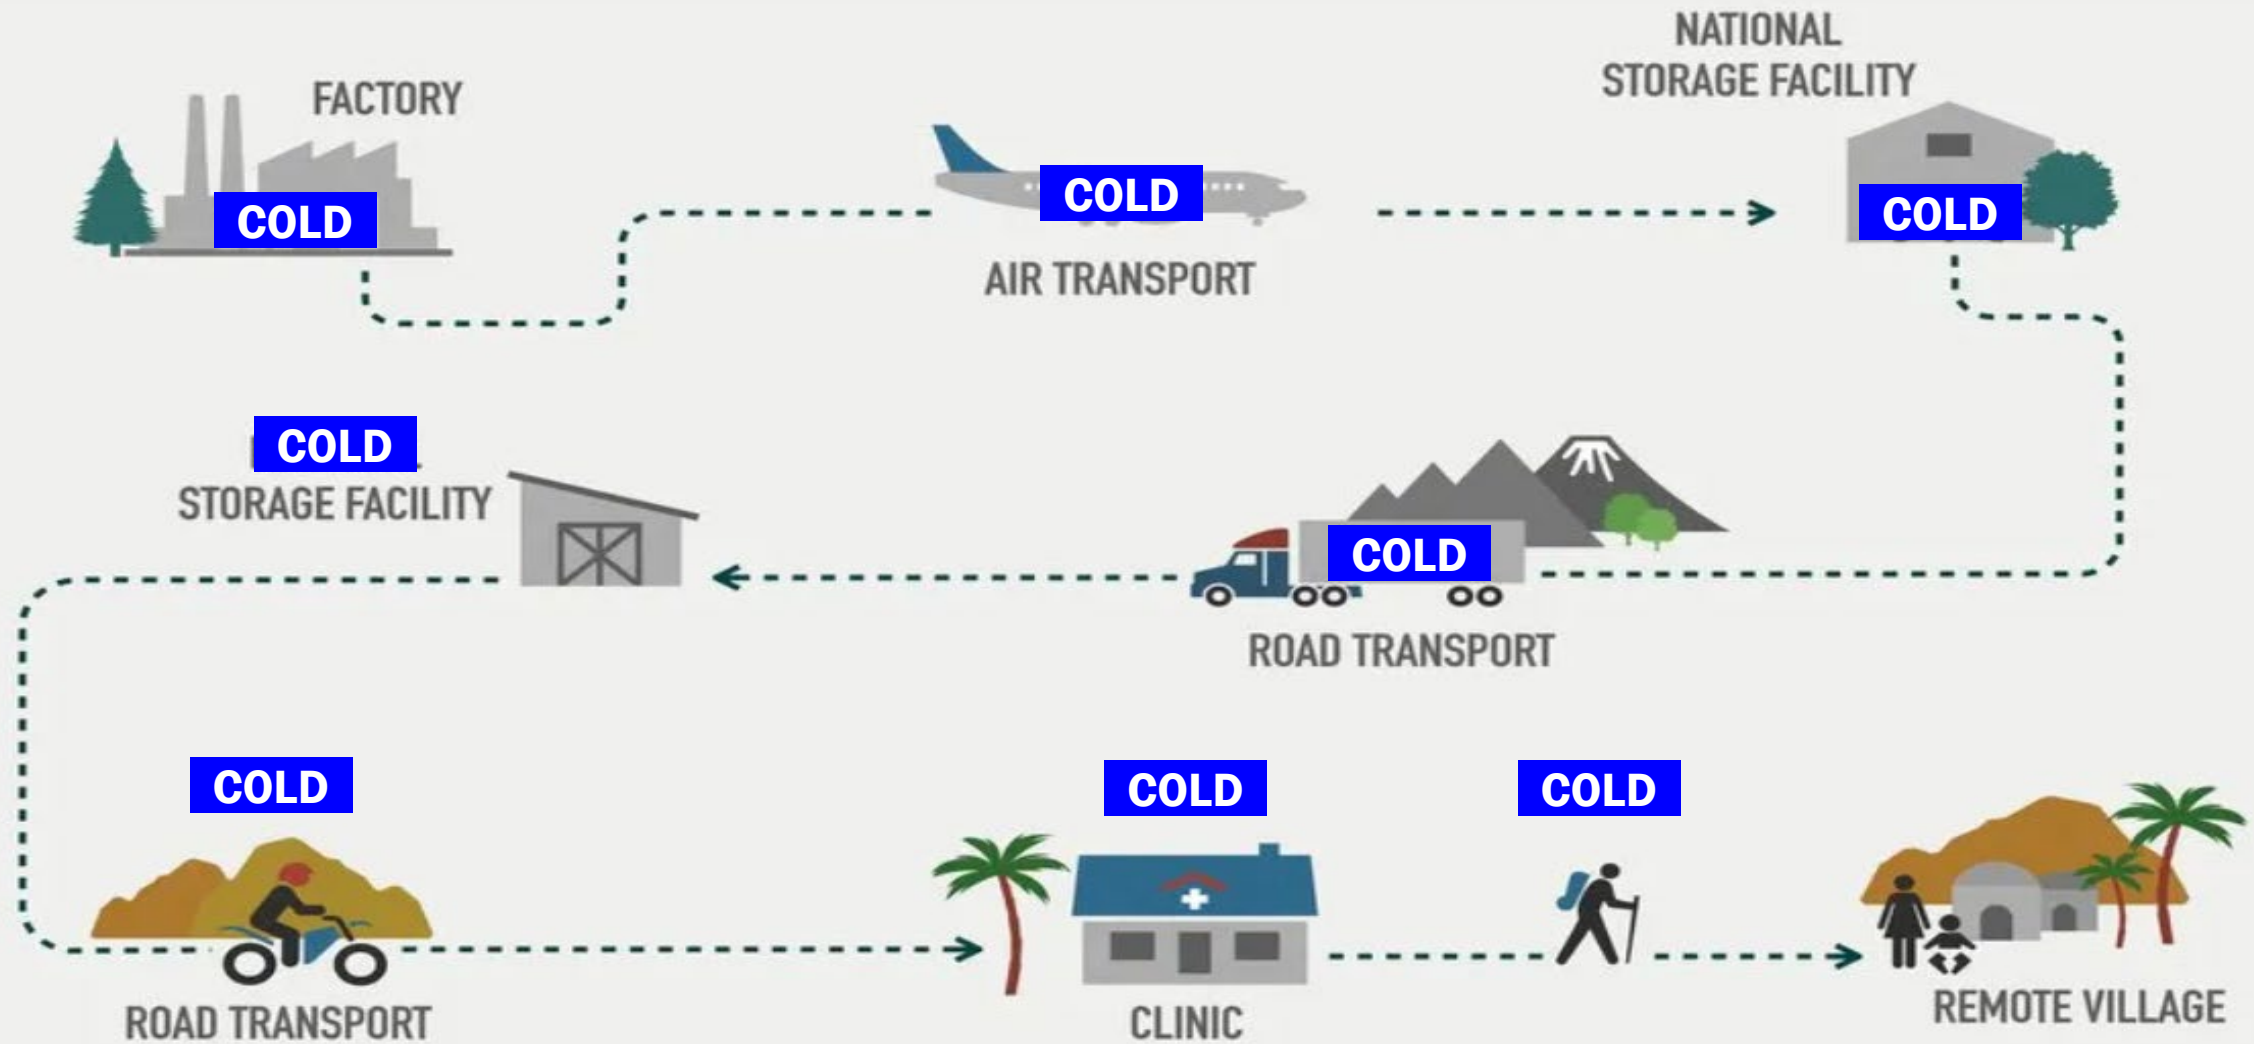 NATIONAL
STORAGE FACILITY
FACTORY
COLD
COLD
COLD
AIR TRANSPORT
COLD
STORAGE FACILITY
COLD
ROAD TRANSPORT
COLD
COLD
COLD
ROAD TRANSPORT
CLINIC
REMOTE VILLAGE